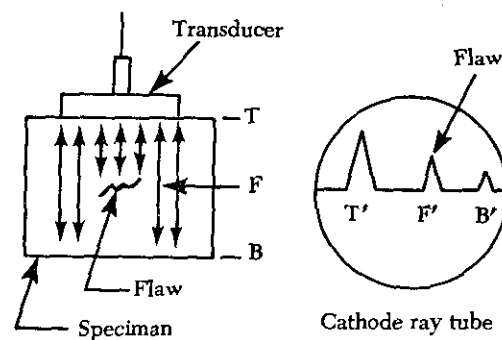 Transducer
T
F
B
Flaw
Speciman
Flaw
T' F' B'
Cathode ray tube